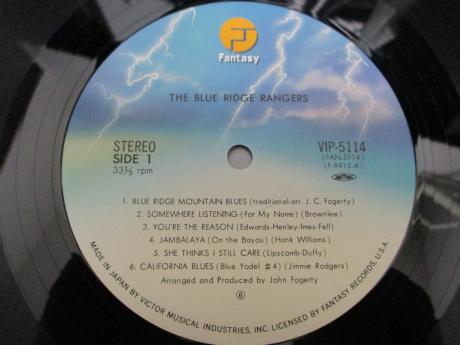 FJ
Fantasy
THE BLUE RIDGE RANGERS
STEREO
SIDE 1
33⅓ rpm
VIP-5114
(FAN-5114)
(F-9415-A)
1. BLUE RIDGE MOUNTAIN BLUES (traditional-arr. J. C. Fogerty)
2. SOMEWHERE LISTENING (For My Name) (Brownlee)
3. YOU'RE THE REASON (Edwards-Henley-Imes-Fell)
4. JAMBALAYA (On the Bayou) (Hank Williams)
5. SHE THINKS I STILL CARE (Lipscomb-Duffy)
6. CALIFORNIA BLUES (Blue Yodel #4) (Jimmie Rodgers)
Arranged and Produced by John Fogerty
6
MADE IN JAPAN BY VICTOR MUSICAL INDUSTRIES, INC. LICENSED BY FANTASY RECORDS, U.S.A.